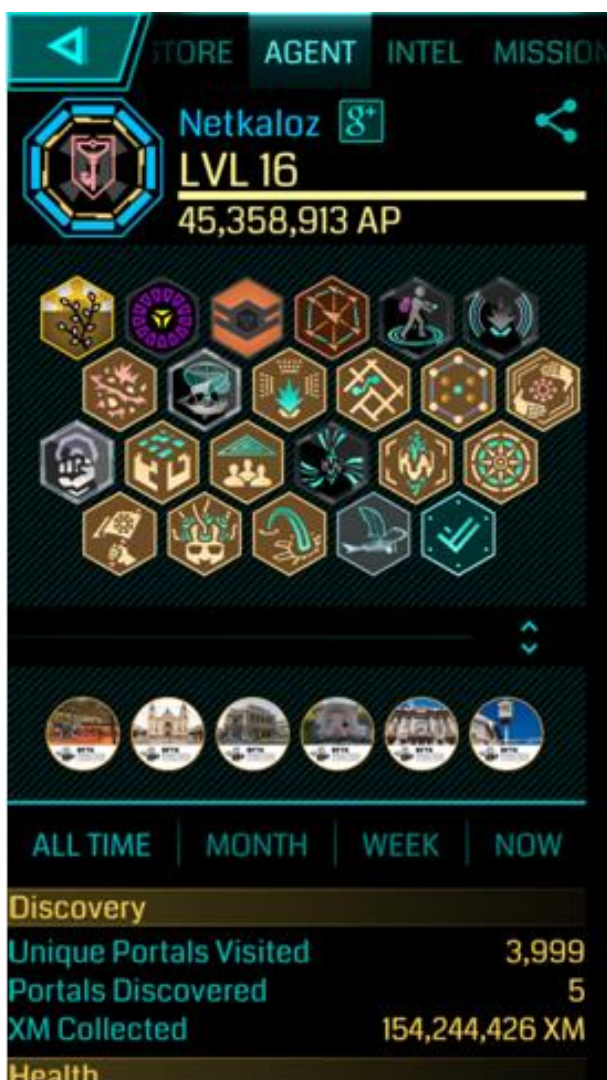 STORE AGENT INTEL MISSION
Netkaloz g+
LVL 16
45,358,913 AP
ALL TIME MONTH WEEK NOW
Discovery
Unique Portals Visited 3,999
Portals Discovered 5
XM Collected 154,244,426 XM
Health